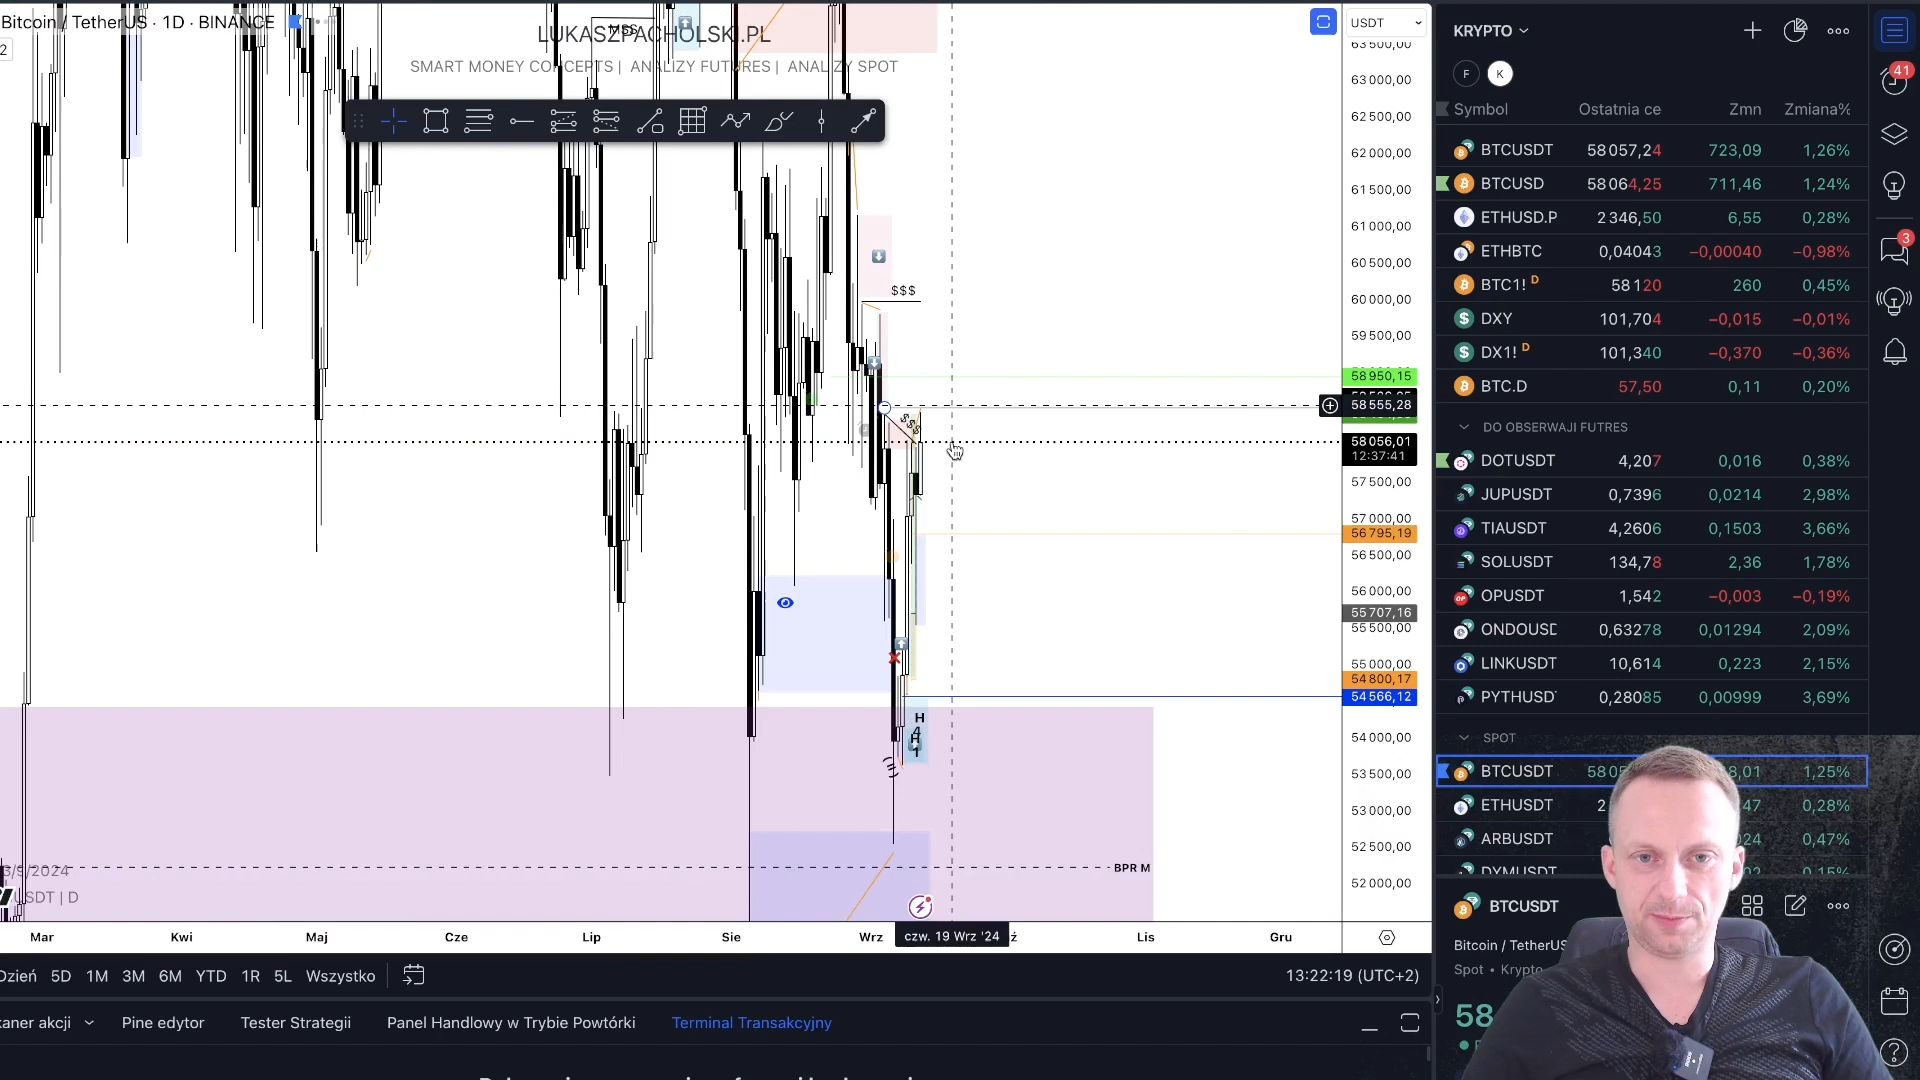 Bitcoin / TetherUS · 1D · BINANCE
2
MSS
LUKASZPACHOLSKI.PL
SMART MONEY CONCEPTS | ANALIZY FUTURES | ANALIZY SPOT
USDT
63 500,00
63 000,00
62 500,00
62 000,00
61 500,00
61 000,00
60 500,00
60 000,00
59 500,00
58 950,15
58 555,28
58 056,01
12:37:41
57 500,00
57 000,00
56 795,19
56 500,00
56 000,00
55 707,16
55 500,00
55 000,00
54 800,17
54 566,12
54 000,00
53 500,00
53 000,00
52 500,00
52 000,00
$$$
$$$
H
4
H
1
(II)
BPR M
3/9/2024
USDT | D
Mar
Kwi
Maj
Cze
Lip
Sie
Wrz
czw. 19 Wrz '24
ź
Lis
Gru
Dzień 5D 1M 3M 6M YTD 1R 5L Wszystko
13:22:19 (UTC+2)
kaner akcji
Pine edytor
Tester Strategii
Panel Handlowy w Trybie Powtórki
Terminal Transakcyjny
KRYPTO
F K
Symbol Ostatnia ce Zmn Zmiana%
BTCUSDT 58 057,24 723,09 1,26%
BTCUSD 58 064,25 711,46 1,24%
ETHUSD.P 2 346,50 6,55 0,28%
ETHBTC 0,04043 −0,00040 −0,98%
BTC1! D 58 120 260 0,45%
DXY 101,704 −0,015 −0,01%
DX1! D 101,340 −0,370 −0,36%
BTC.D 57,50 0,11 0,20%
DO OBSERWAJI FUTRES
DOTUSDT 4,207 0,016 0,38%
JUPUSDT 0,7396 0,0214 2,98%
TIAUSDT 4,2606 0,1503 3,66%
SOLUSDT 134,78 2,36 1,78%
OPUSDT 1,542 −0,003 −0,19%
ONDOUSD 0,63278 0,01294 2,09%
LINKUSDT 10,614 0,223 2,15%
PYTHUSD 0,28085 0,00999 3,69%
SPOT
BTCUSDT 58 05 8,01 1,25%
ETHUSDT 2 47 0,28%
ARBUSDT 024 0,47%
DYMUSDT 02 0,15%
BTCUSDT
Bitcoin / TetherUS
Spot • Krypto
58
41
3